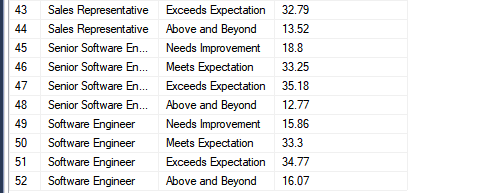 43 Sales Representative Exceeds Expectation 32.79
44 Sales Representative Above and Beyond 13.52
45 Senior Software En... Needs Improvement 18.8
46 Senior Software En... Meets Expectation 33.25
47 Senior Software En... Exceeds Expectation 35.18
48 Senior Software En... Above and Beyond 12.77
49 Software Engineer Needs Improvement 15.86
50 Software Engineer Meets Expectation 33.3
51 Software Engineer Exceeds Expectation 34.77
52 Software Engineer Above and Beyond 16.07